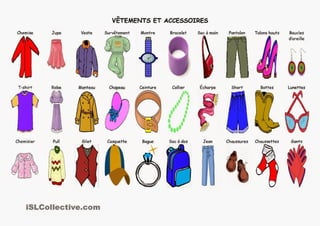 VÊTEMENTS ET ACCESSOIRES
Chemise Jupe Veste Survêtement Montre Bracelet Sac à main Pantalon Talons hauts Boucles d'oreille
T-shirt Robe Manteau Chapeau Ceinture Collier Écharpe Short Bottes Lunettes
Chemisier Pull Gilet Casquette Bague Sac à dos Jean Chaussures Chaussettes Gants
iSLCollective.com